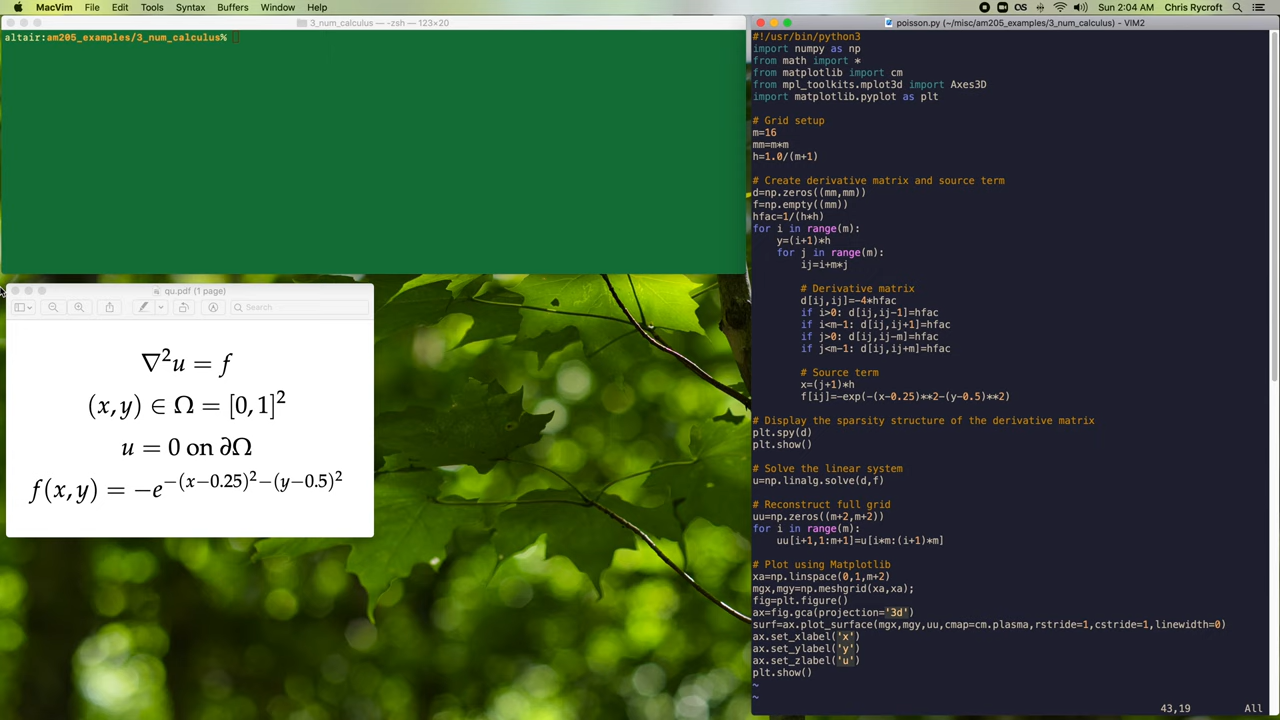 MacVim File Edit Tools Syntax Buffers Window Help
OS Sun 2:04 AM Chris Rycroft
3_num_calculus — -zsh — 123×20
altair:am205_examples/3_num_calculus%
qu.pdf (1 page)
Search
∇²u = f
(x, y) ∈ Ω = [0, 1]²
u = 0 on ∂Ω
f(x, y) = −e^{−(x−0.25)²−(y−0.5)²}
poisson.py (~/misc/am205_examples/3_num_calculus) - VIM2
#!/usr/bin/python3
import numpy as np
from math import *
from matplotlib import cm
from mpl_toolkits.mplot3d import Axes3D
import matplotlib.pyplot as plt
# Grid setup
m=16
mm=m*m
h=1.0/(m+1)
# Create derivative matrix and source term
d=np.zeros((mm,mm))
f=np.empty((mm))
hfac=1/(h*h)
for i in range(m):
    y=(i+1)*h
    for j in range(m):
        ij=i+m*j
        # Derivative matrix
        d[ij,ij]=-4*hfac
        if i>0: d[ij,ij-1]=hfac
        if i<m-1: d[ij,ij+1]=hfac
        if j>0: d[ij,ij-m]=hfac
        if j<m-1: d[ij,ij+m]=hfac
        # Source term
        x=(j+1)*h
        f[ij]=-exp(-(x-0.25)**2-(y-0.5)**2)
# Display the sparsity structure of the derivative matrix
plt.spy(d)
plt.show()
# Solve the linear system
u=np.linalg.solve(d,f)
# Reconstruct full grid
uu=np.zeros((m+2,m+2))
for i in range(m):
    uu[i+1,1:m+1]=u[i*m:(i+1)*m]
# Plot using Matplotlib
xa=np.linspace(0,1,m+2)
mgx,mgy=np.meshgrid(xa,xa);
fig=plt.figure()
ax=fig.gca(projection='3d')
surf=ax.plot_surface(mgx,mgy,uu,cmap=cm.plasma,rstride=1,cstride=1,linewidth=0)
ax.set_xlabel('x')
ax.set_ylabel('y')
ax.set_zlabel('u')
plt.show()
~
~
43,19 All